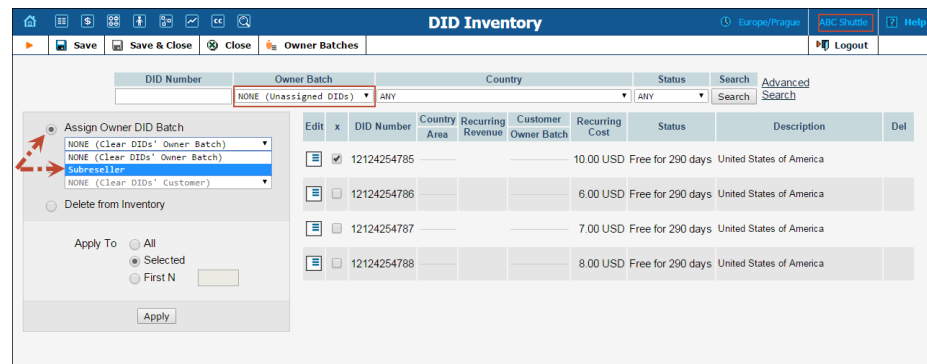 DID Inventory
Europe/Prague
ABC Shuttle
Help
Save
Save & Close
Close
Owner Batches
Logout
DID Number Owner Batch Country Status Search Advanced Search
NONE (Unassigned DIDs) ANY ANY Search
Assign Owner DID Batch
NONE (Clear DIDs' Owner Batch)
NONE (Clear DIDs' Owner Batch)
Subreseller
NONE (Clear DIDs' Customer)
Delete from Inventory
Apply To
All
Selected
First N
Apply
Edit x DID Number Country Recurring Revenue Customer Recurring Cost Status Description Del
Area Owner Batch
12124254785 10.00 USD Free for 290 days United States of America
12124254786 6.00 USD Free for 290 days United States of America
12124254787 7.00 USD Free for 290 days United States of America
12124254788 8.00 USD Free for 290 days United States of America